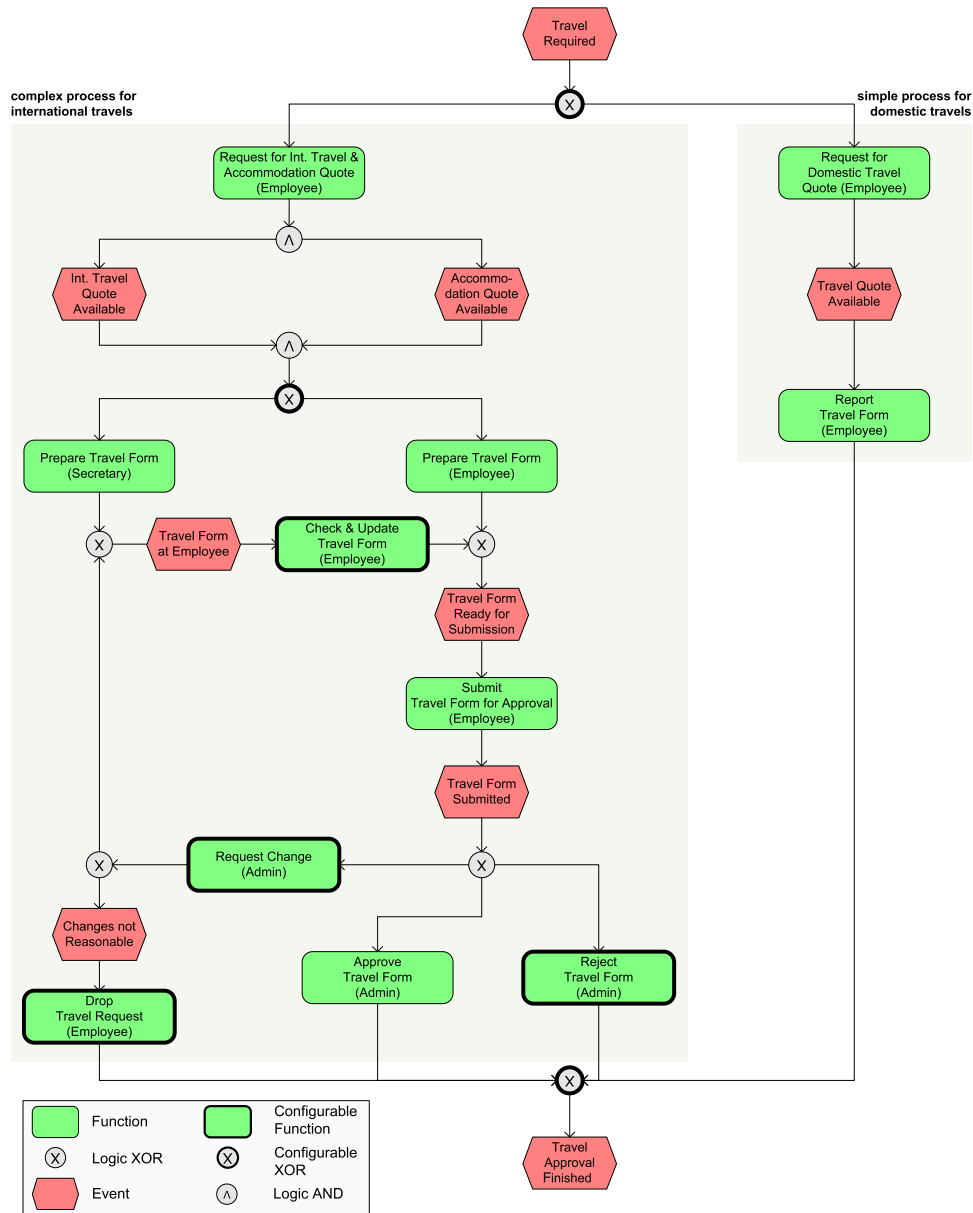 Travel
Required
complex process for
international travels
simple process for
domestic travels
X
Request for Int. Travel &
Accommodation Quote
(Employee)
Request for
Domestic Travel
Quote (Employee)
Λ
Int. Travel
Quote
Available
Accommo-
dation Quote
Available
Travel Quote
Available
Λ
X
Report
Travel Form
(Employee)
Prepare Travel Form
(Secretary)
Prepare Travel Form
(Employee)
X
Travel Form
at Employee
Check & Update
Travel Form
(Employee)
X
Travel Form
Ready for
Submission
Submit
Travel Form for Approval
(Employee)
Travel Form
Submitted
X
Request Change
(Admin)
X
Changes not
Reasonable
Approve
Travel Form
(Admin)
Reject
Travel Form
(Admin)
Drop
Travel Request
(Employee)
X
Travel
Approval
Finished
Function
Configurable
Function
X
Logic XOR
X
Configurable
XOR
Event
Λ
Logic AND